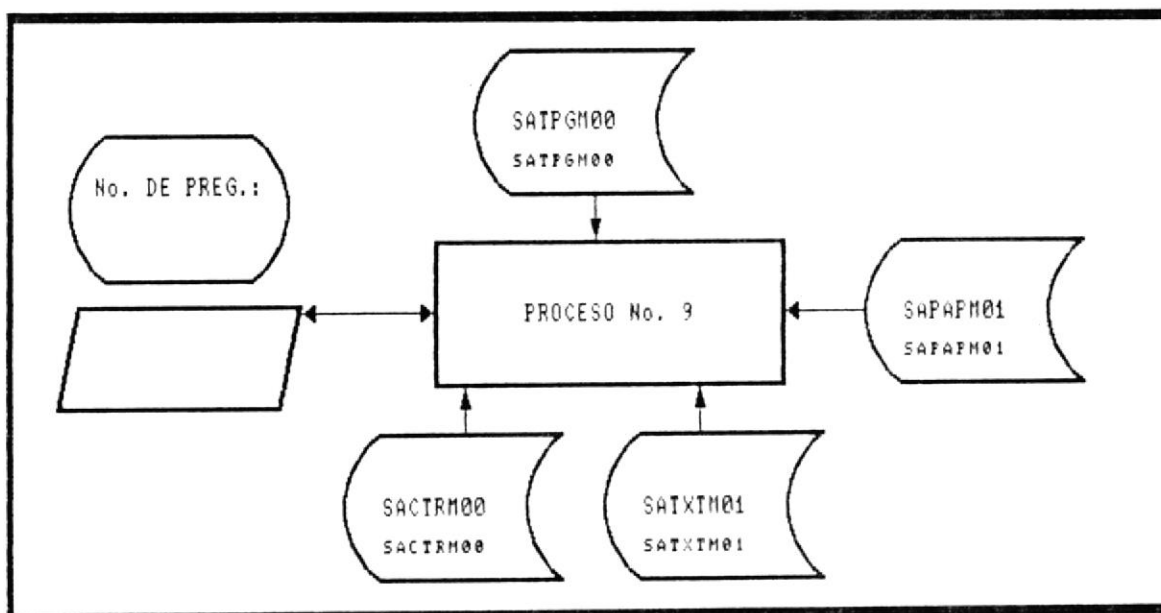 SATPGM00
SATPGM00
No. DE PREG.:
PROCESO No. 9
SAPAPM01
SAPAPM01
SACTRM00
SACTRM00
SATXTM01
SATXTM01